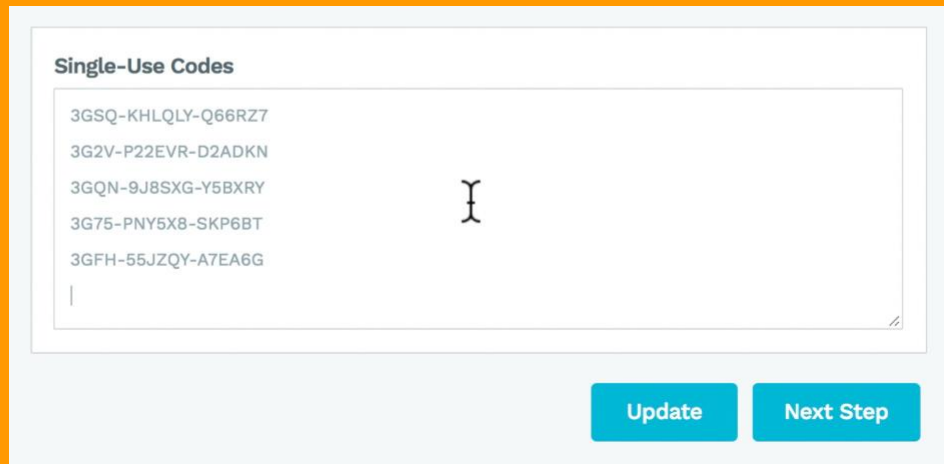 Single-Use Codes
3GSQ-KHLQLY-Q66RZ7
3G2V-P22EVR-D2ADKN
3GQN-9J8SXG-Y5BXRY
3G75-PNY5X8-SKP6BT
3GFH-55JZQY-A7EA6G
Update Next Step